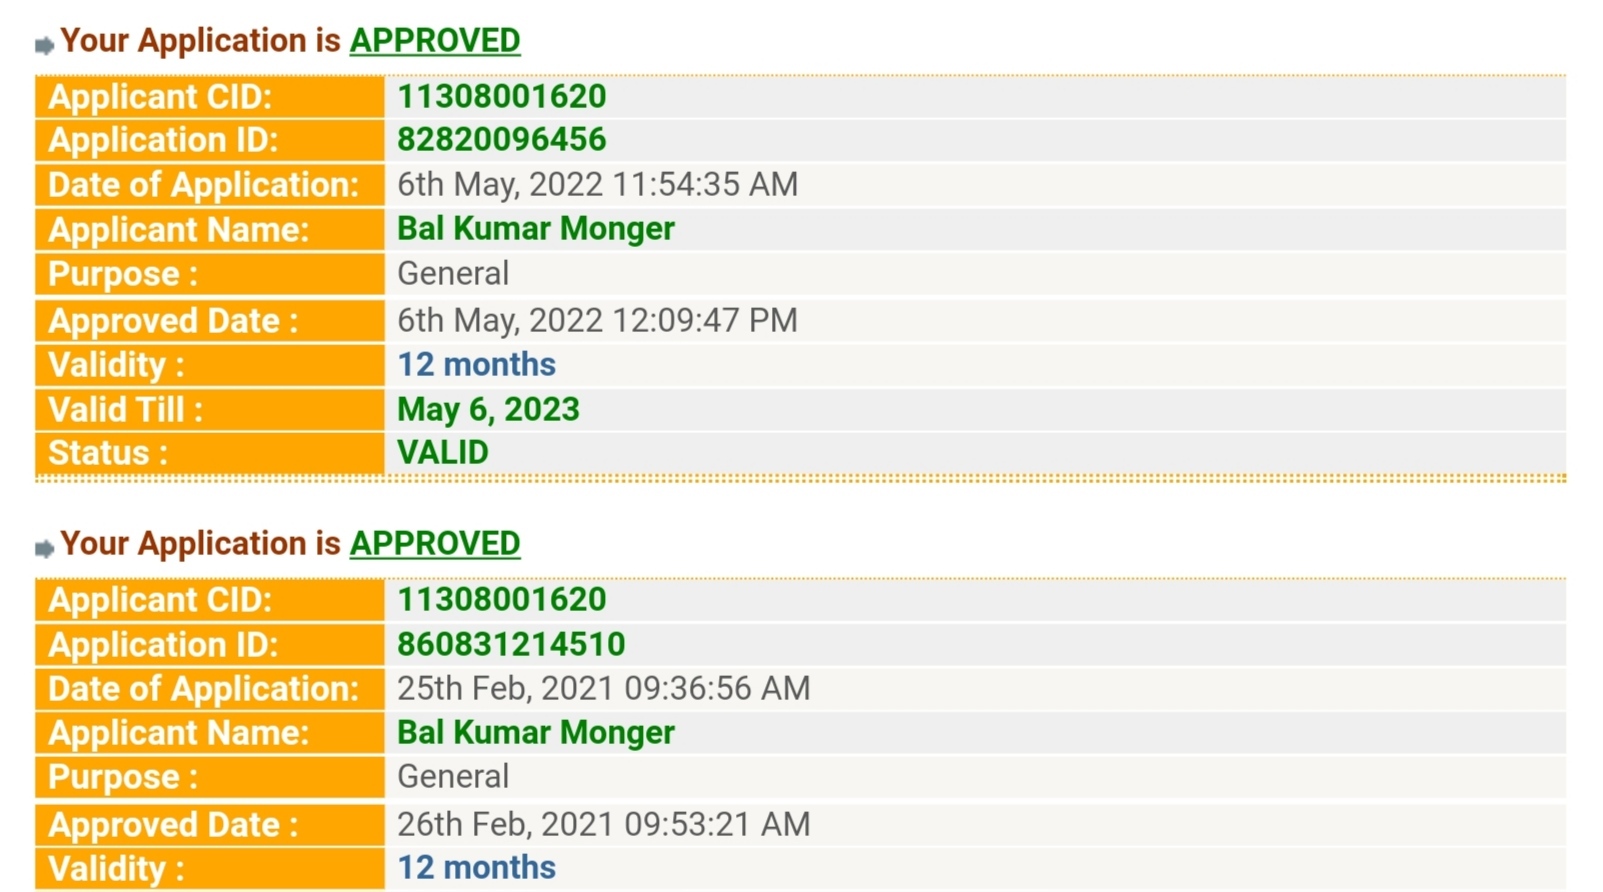 Your Application is APPROVED
Applicant CID: 11308001620
Application ID: 82820096456
Date of Application: 6th May, 2022 11:54:35 AM
Applicant Name: Bal Kumar Monger
Purpose : General
Approved Date : 6th May, 2022 12:09:47 PM
Validity : 12 months
Valid Till : May 6, 2023
Status : VALID
Your Application is APPROVED
Applicant CID: 11308001620
Application ID: 860831214510
Date of Application: 25th Feb, 2021 09:36:56 AM
Applicant Name: Bal Kumar Monger
Purpose : General
Approved Date : 26th Feb, 2021 09:53:21 AM
Validity : 12 months